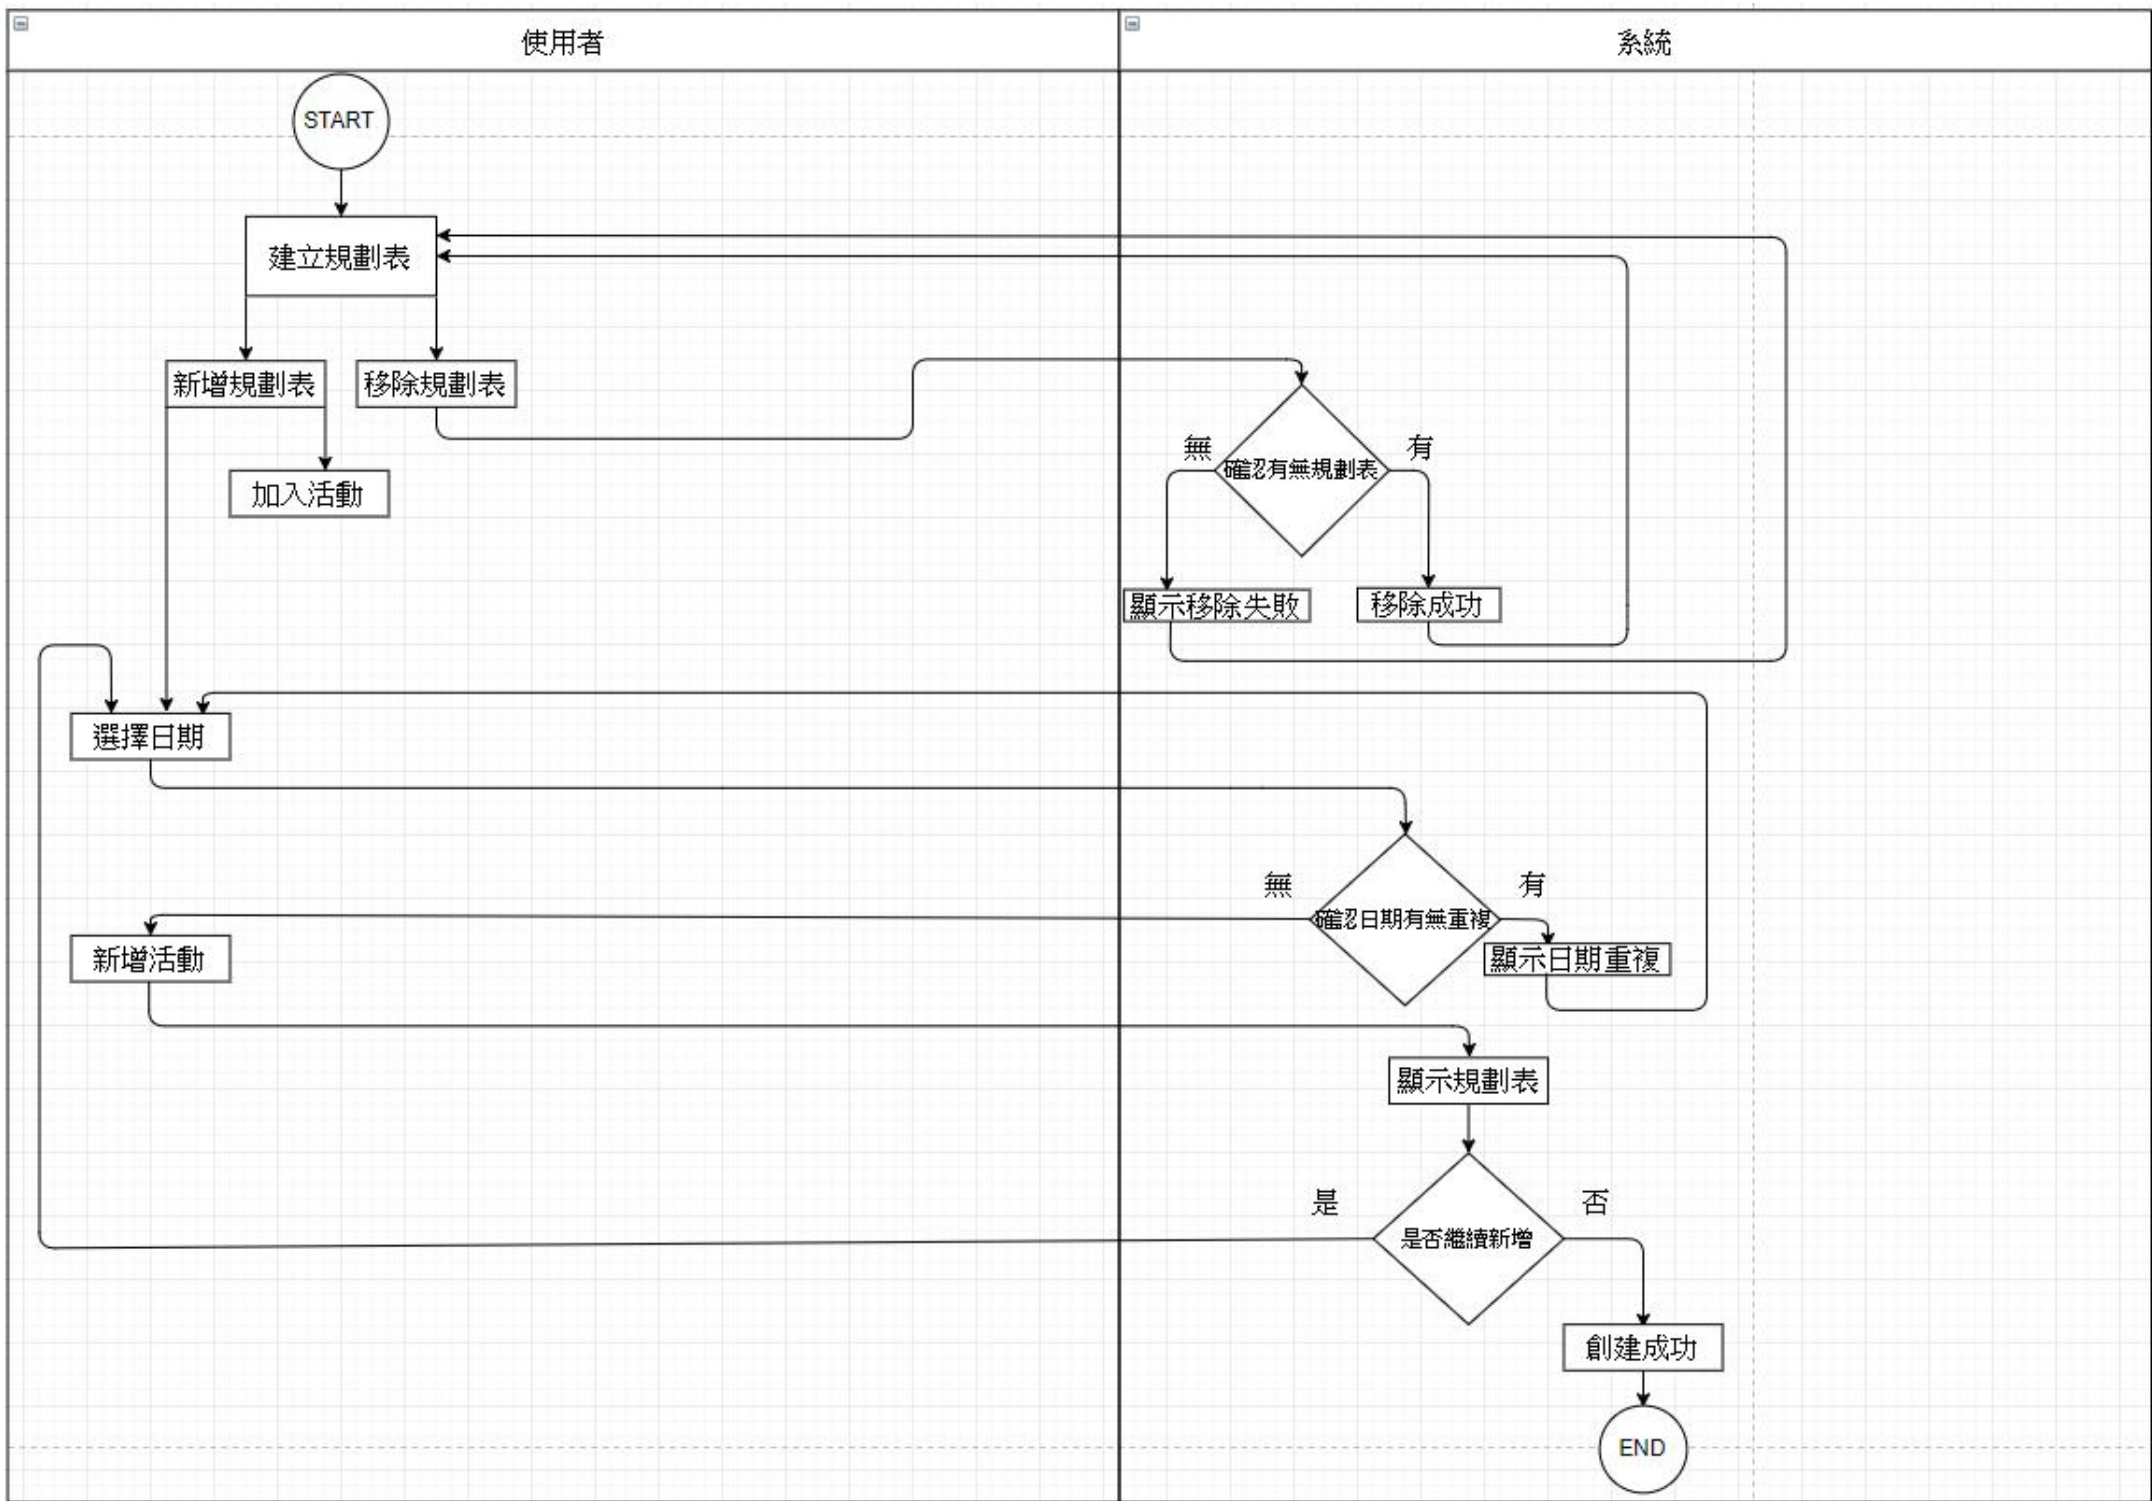 使用者
系統
START
建立規劃表
新增規劃表
移除規劃表
無
有
確認有無規劃表
加入活動
顯示移除失敗
移除成功
選擇日期
無
有
確認日期有無重複
新增活動
顯示日期重複
顯示規劃表
是
否
是否繼續新增
創建成功
END